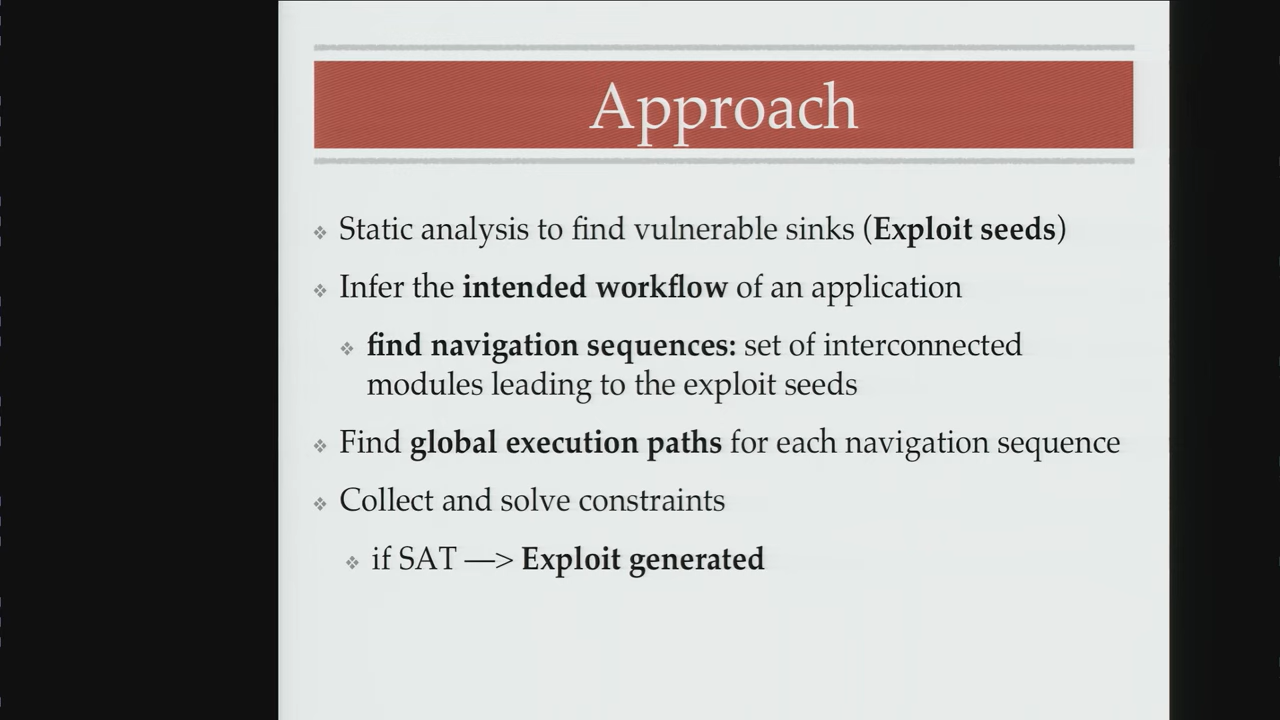 Approach
Static analysis to find vulnerable sinks (Exploit seeds)
Infer the intended workflow of an application
find navigation sequences: set of interconnected
modules leading to the exploit seeds
Find global execution paths for each navigation sequence
Collect and solve constraints
if SAT —> Exploit generated